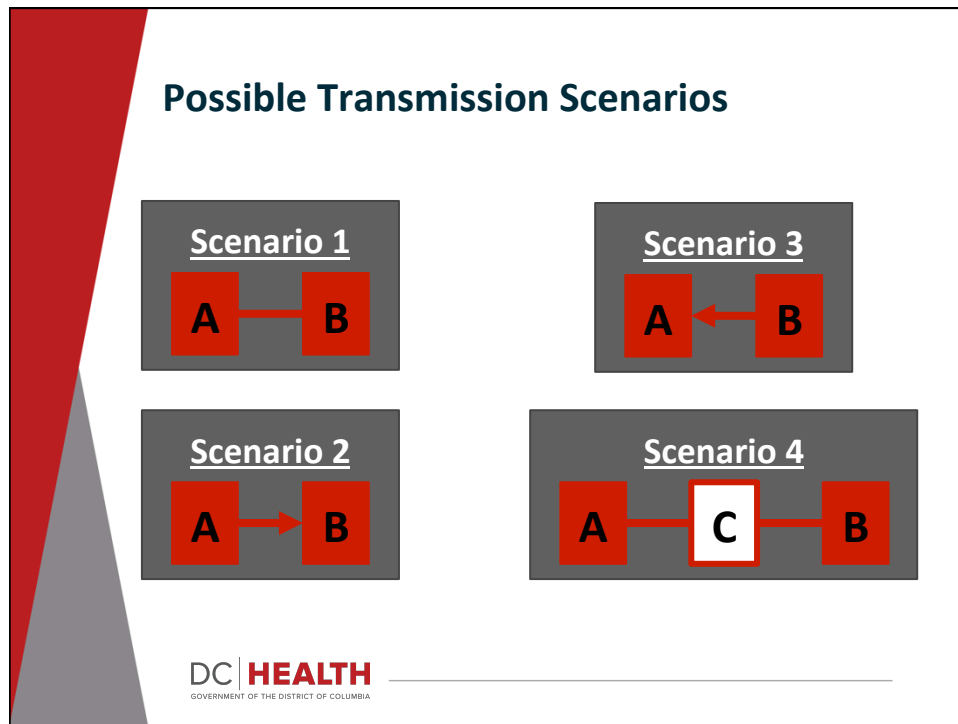 Possible Transmission Scenarios
Scenario 1
A B
Scenario 2
A B
Scenario 3
A B
Scenario 4
A C B
DC HEALTH
GOVERNMENT OF THE DISTRICT OF COLUMBIA